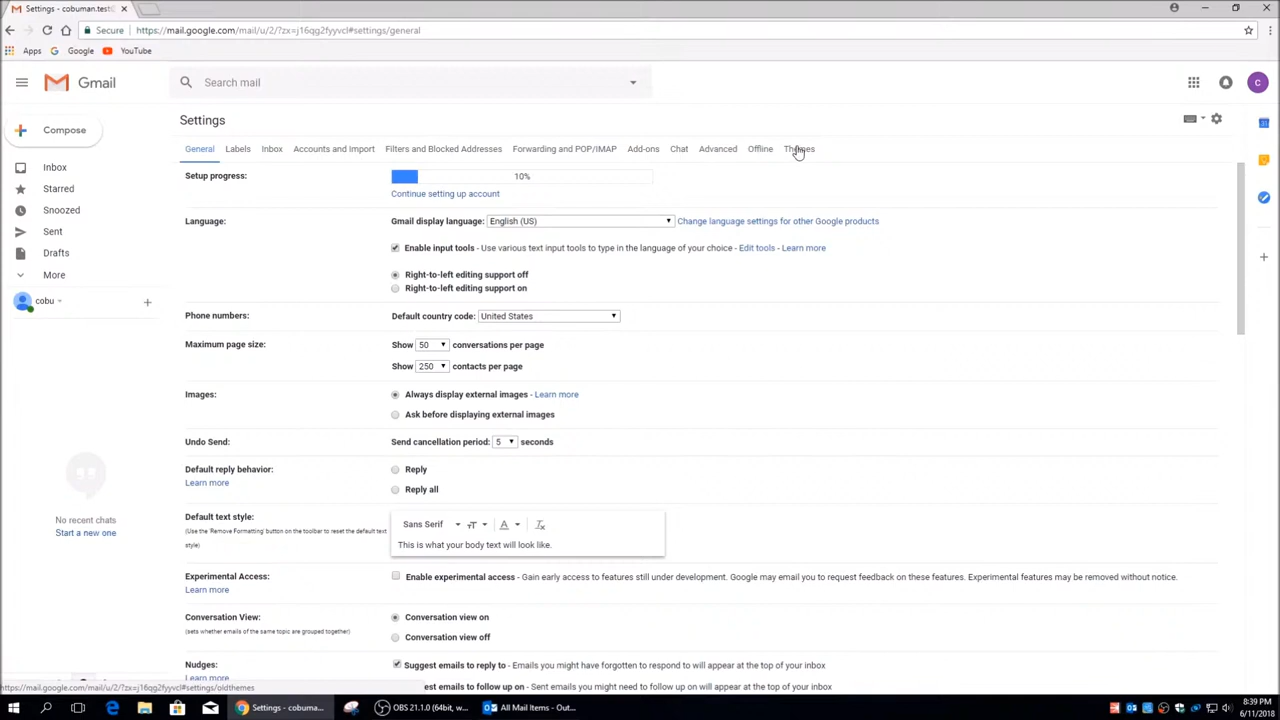 Settings - cobuman.test
Secure https://mail.google.com/mail/u/2/?zx=j16qg2fyyvcl#settings/general
Apps Google YouTube
Gmail Search mail C
Settings
Compose
General Labels Inbox Accounts and Import Filters and Blocked Addresses Forwarding and POP/IMAP Add-ons Chat Advanced Offline Themes
Inbox
Starred
Snoozed
Sent
Drafts
More
cobu
No recent chats
Start a new one
Setup progress: 10%
Continue setting up account
Language: Gmail display language: English (US) Change language settings for other Google products
Enable input tools - Use various text input tools to type in the language of your choice - Edit tools - Learn more
Right-to-left editing support off
Right-to-left editing support on
Phone numbers: Default country code: United States
Maximum page size: Show 50 conversations per page
Show 250 contacts per page
Images: Always display external images - Learn more
Ask before displaying external images
Undo Send: Send cancellation period: 5 seconds
Default reply behavior: Reply
Learn more
Reply all
Default text style: Sans Serif
(Use the 'Remove Formatting' button on the toolbar to reset the default text
style)
This is what your body text will look like.
Experimental Access: Enable experimental access - Gain early access to features still under development. Google may email you to request feedback on these features. Experimental features may be removed without notice.
Learn more
Conversation View: Conversation view on
(sets whether emails of the same topic are grouped together)
Conversation view off
Nudges: Suggest emails to reply to - Emails you might have forgotten to respond to will appear at the top of your inbox
Learn more
est emails to follow up on - Sent emails you might need to follow up on will appear at the top of your inbox
https://mail.google.com/mail/u/2/?zx=j16qg2fyyvcl#settings/oldthemes
Settings - cobuma... OBS 21.1.0 (64bit, w... All Mail Items - Out...
8:39 PM
6/11/2018